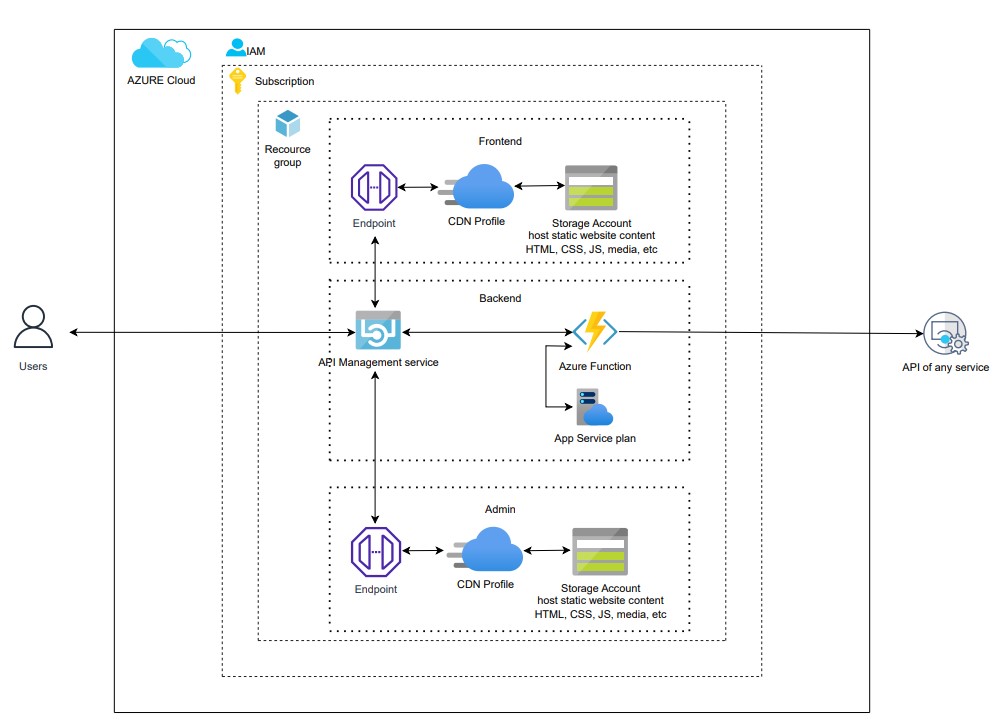 AZURE Cloud
IAM
Subscription
Recource
group
Frontend
Endpoint
CDN Profile
Storage Account
host static website content
HTML, CSS, JS, media, etc
Backend
Users
API Management service
Azure Function
API of any service
App Service plan
Admin
Endpoint
CDN Profile
Storage Account
host static website content
HTML, CSS, JS, media, etc